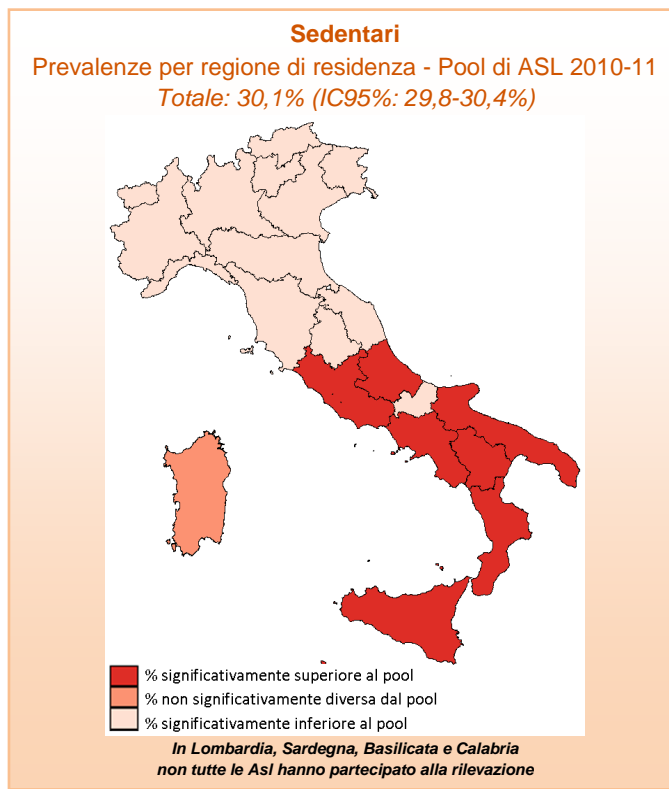 Sedentari
Prevalenze per regione di residenza - Pool di ASL 2010-11
Totale: 30,1% (IC95%: 29,8-30,4%)
% significativamente superiore al pool
% non significativamente diversa dal pool
% significativamente inferiore al pool
In Lombardia, Sardegna, Basilicata e Calabria
non tutte le Asl hanno partecipato alla rilevazione